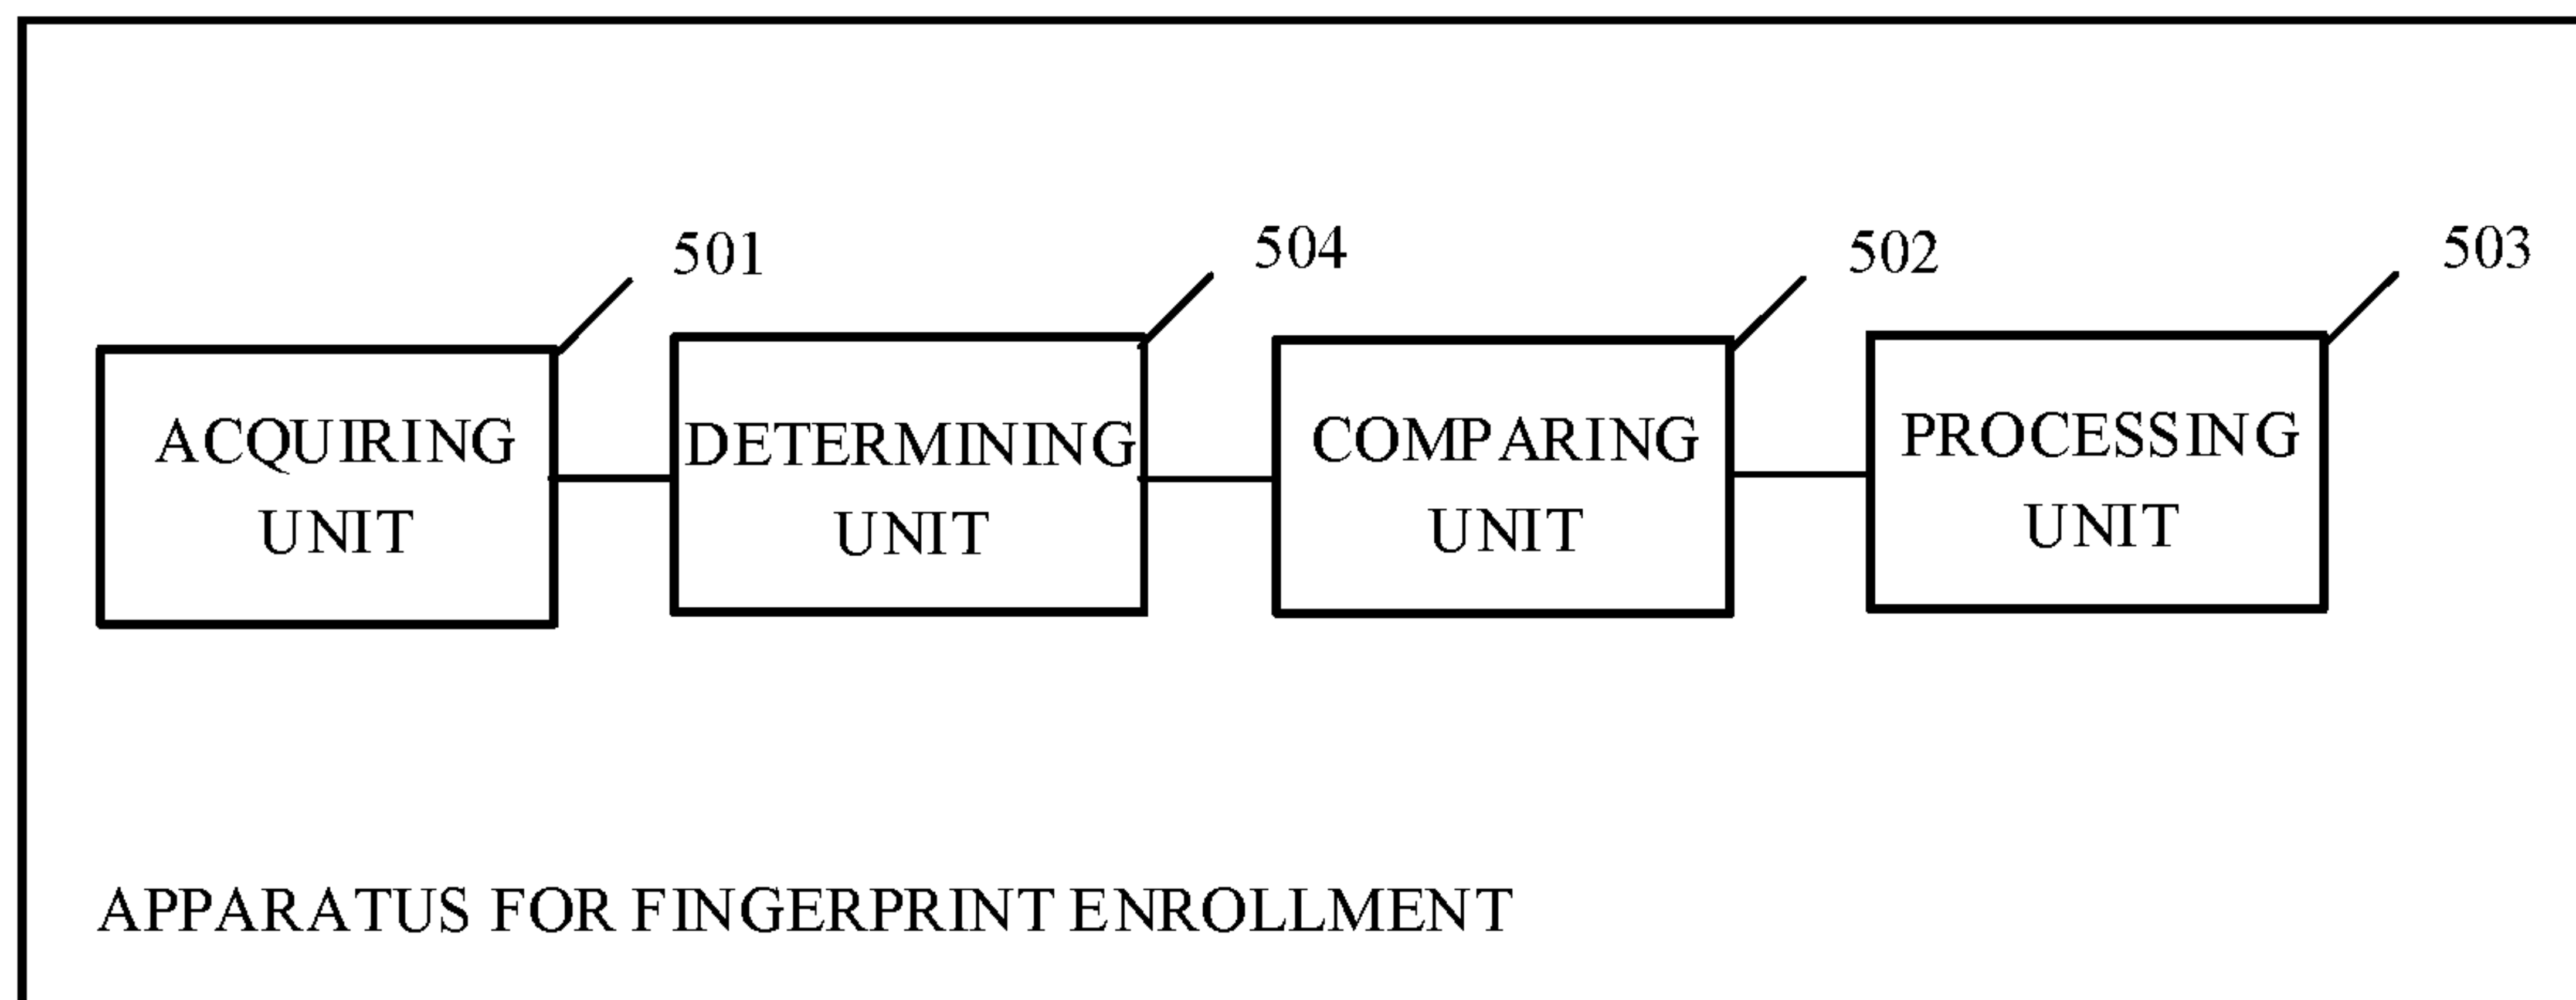 501
504
502
503
ACQUIRING
UNIT
DETERMINING
UNIT
COMPARING
UNIT
PROCESSING
UNIT
APPARATUS FOR FINGERPRINT ENROLLMENT